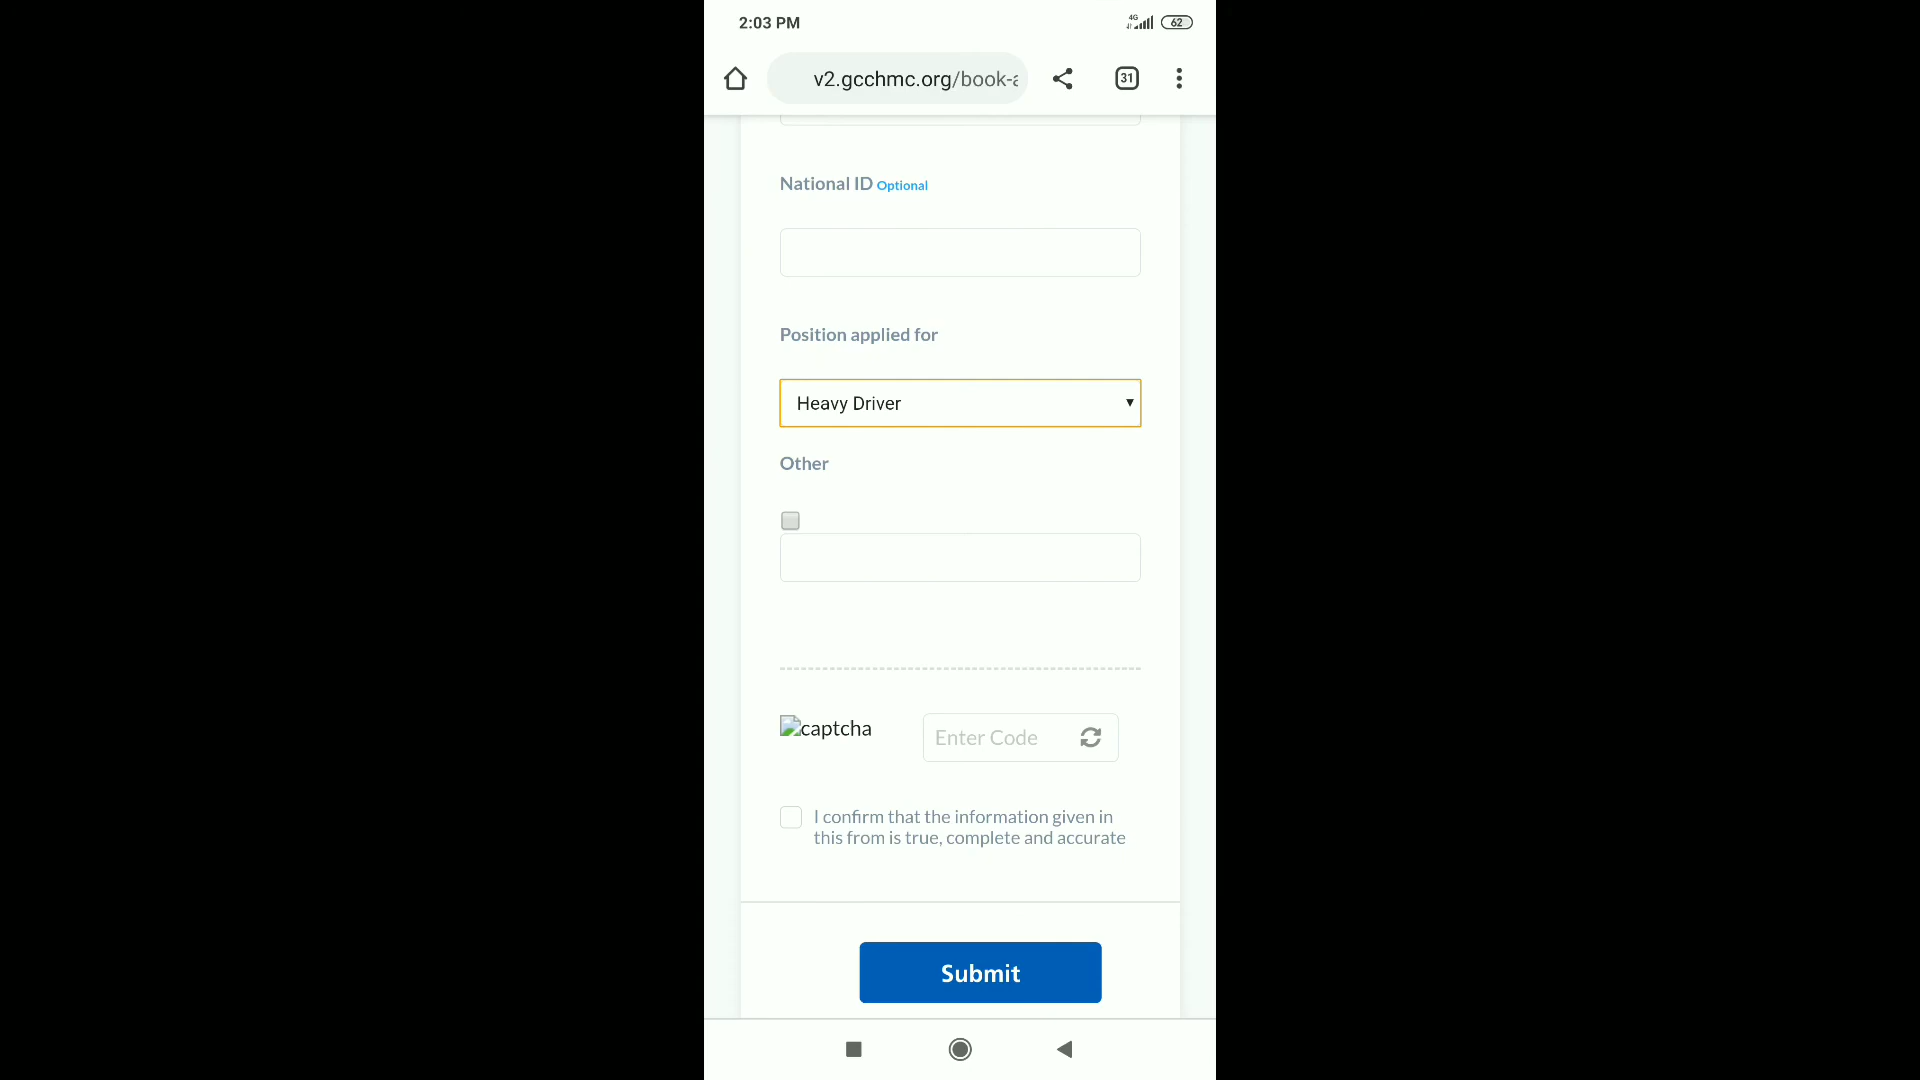 2:03 PM
4G
62
v2.gcchmc.org/book-a
31
National ID Optional
Position applied for
Heavy Driver
Other
captcha
Enter Code
I confirm that the information given in
this from is true, complete and accurate
Submit